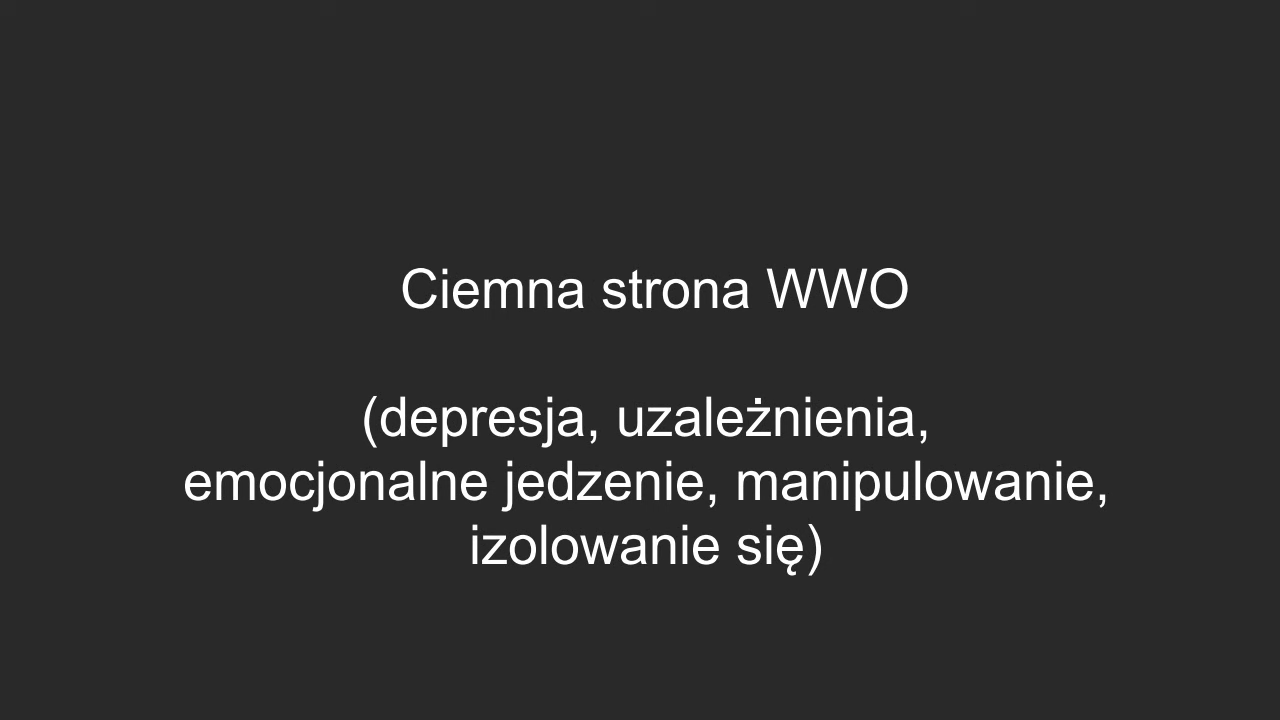 Ciemna strona WWO
(depresja, uzależnienia,
emocjonalne jedzenie, manipulowanie,
izolowanie się)